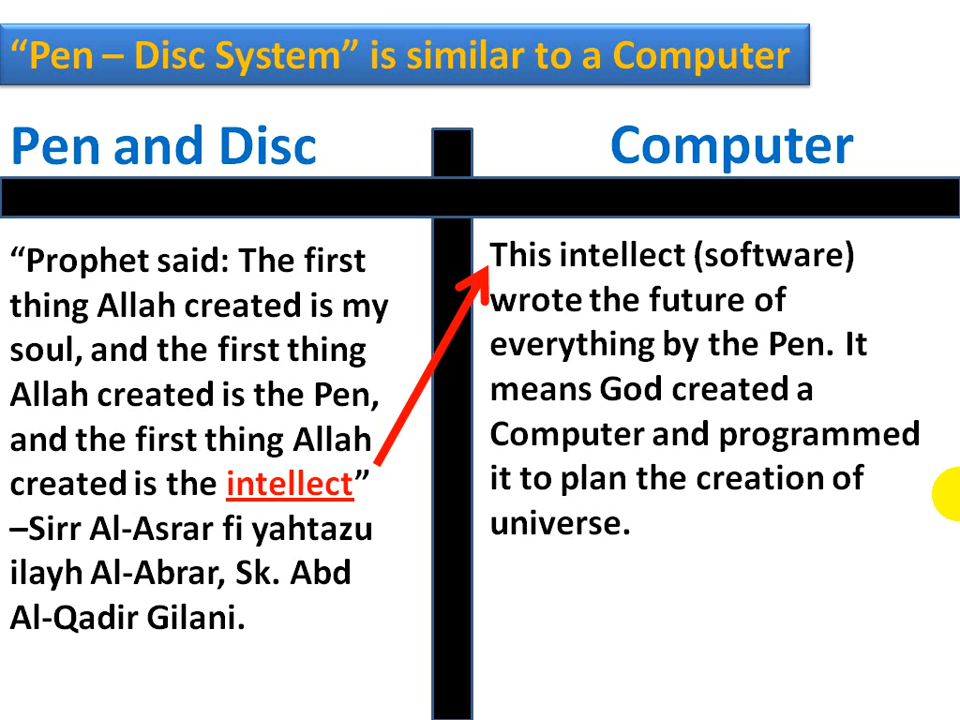 “Pen – Disc System” is similar to a Computer
Pen and Disc
Computer
“Prophet said: The first
thing Allah created is my
soul, and the first thing
Allah created is the Pen,
and the first thing Allah
created is the intellect”
–Sirr Al-Asrar fi yahtazu
ilayh Al-Abrar, Sk. Abd
Al-Qadir Gilani.
This intellect (software)
wrote the future of
everything by the Pen. It
means God created a
Computer and programmed
it to plan the creation of
universe.